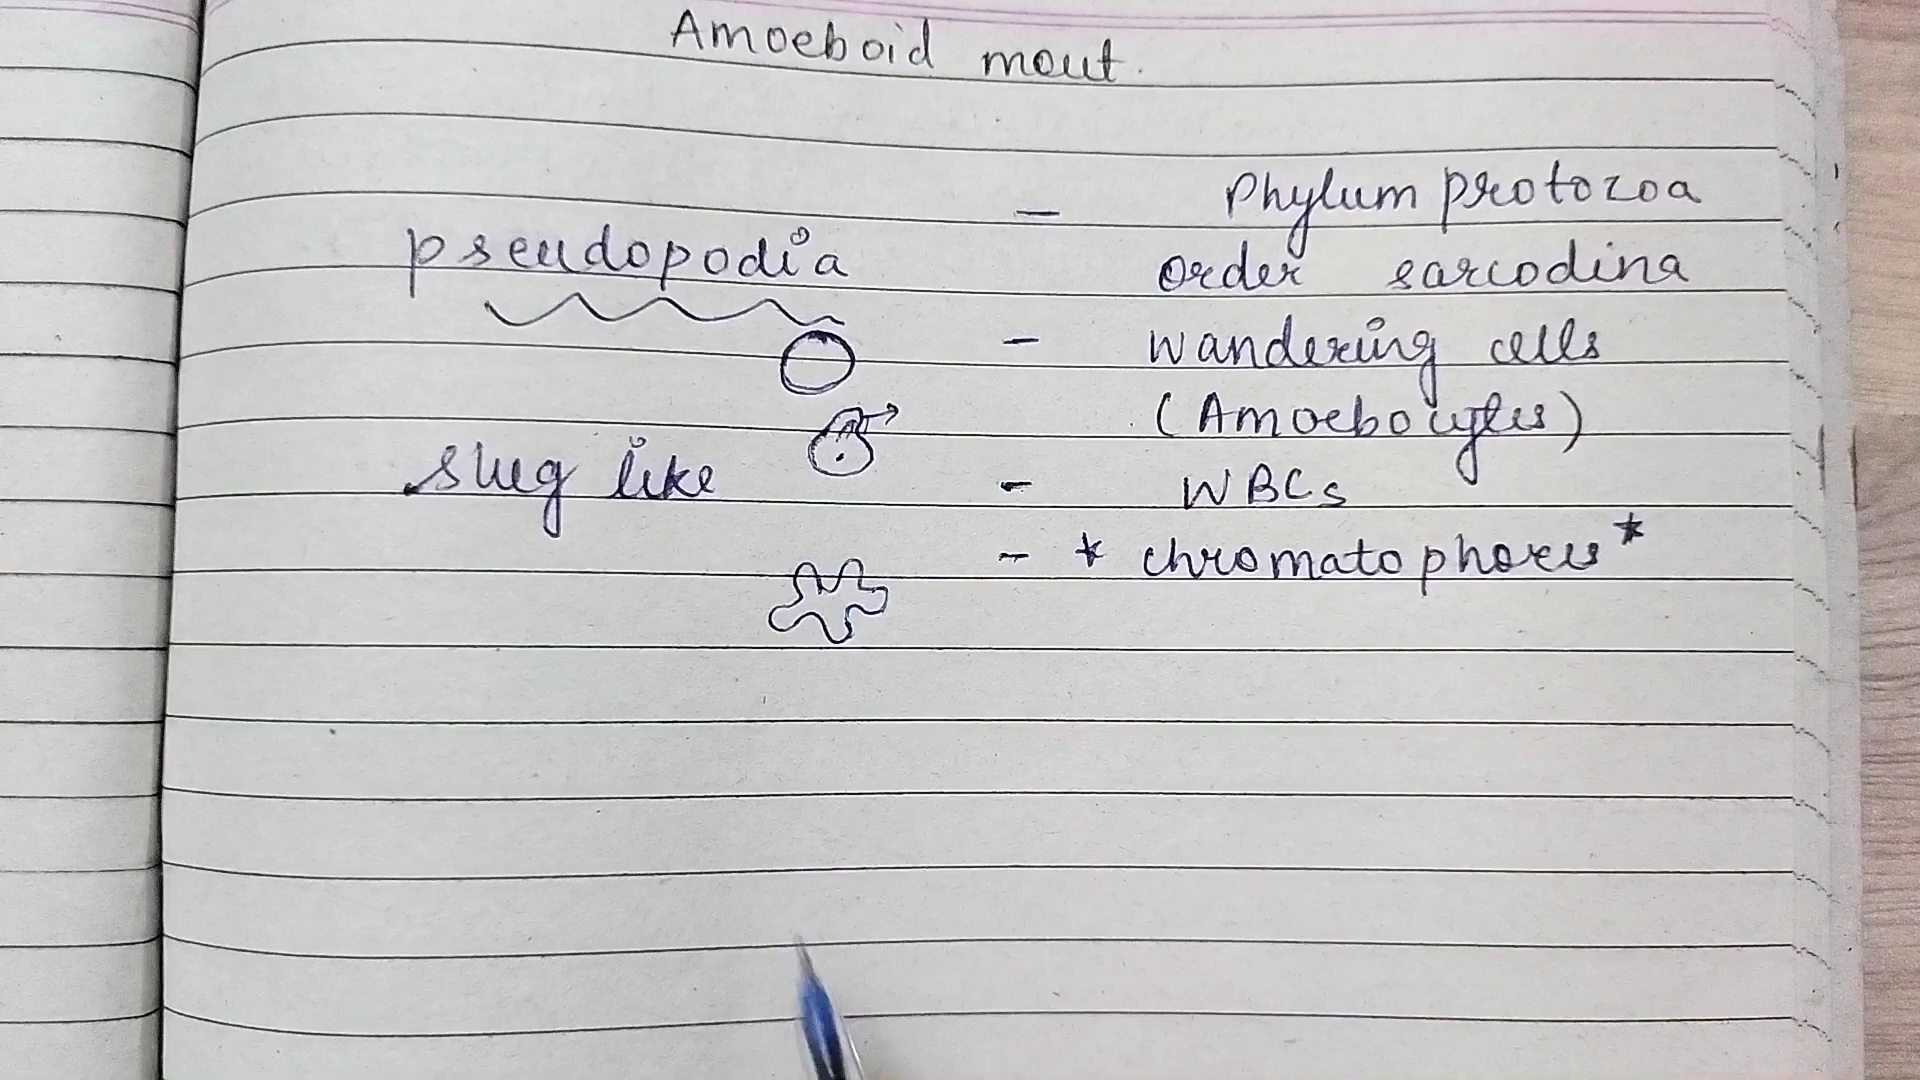 Amoeboid mout.
pseudopodia
slug like
- Phylum protozoa
order sarcodina
- wandering cells
(Amoebocytes)
- WBCs
- * chromatophores *